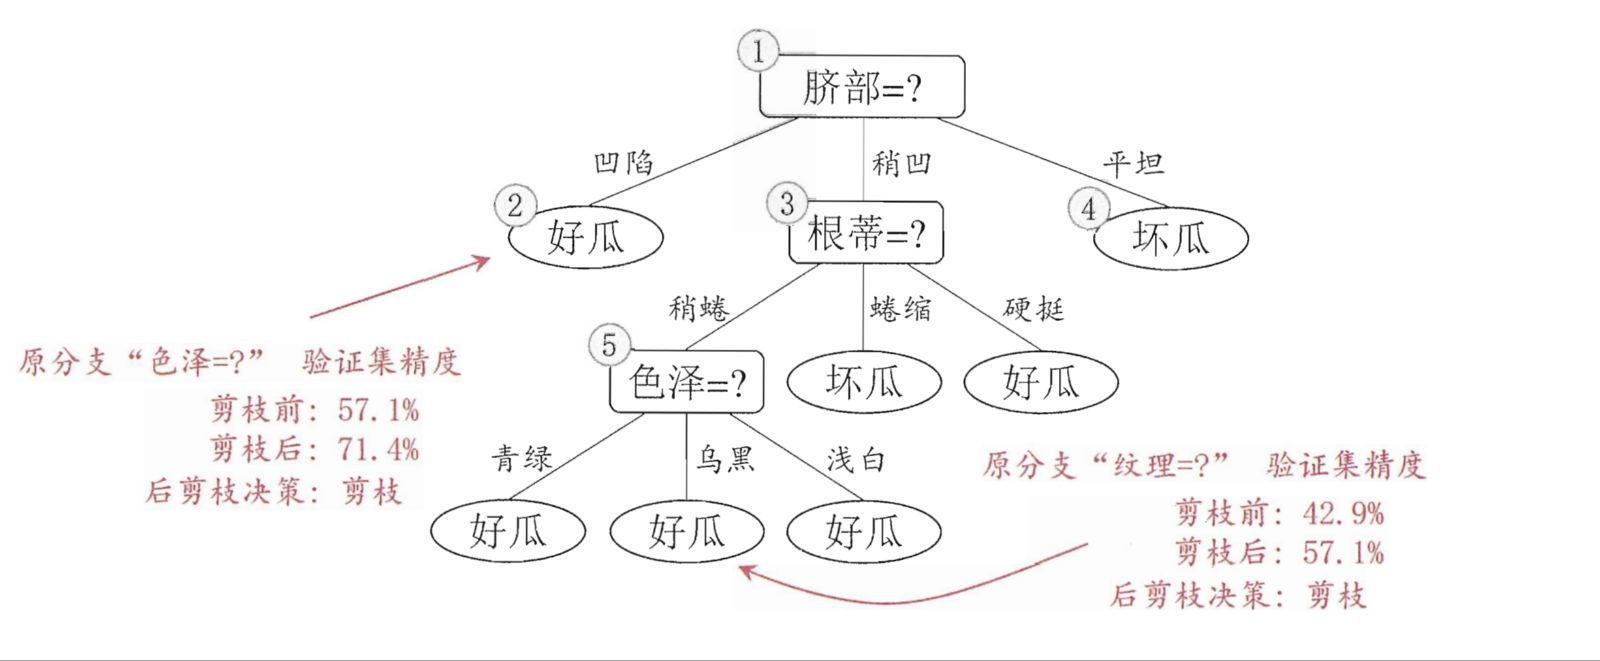 ①
脐部=?
凹陷 稍凹 平坦
② ③ ④
好瓜 根蒂=? 坏瓜
稍蜷 蜷缩 硬挺
⑤
色泽=? 坏瓜 好瓜
青绿 乌黑 浅白
好瓜 好瓜 好瓜
原分支“色泽=?” 验证集精度
剪枝前: 57.1%
剪枝后: 71.4%
后剪枝决策: 剪枝
原分支“纹理=?” 验证集精度
剪枝前: 42.9%
剪枝后: 57.1%
后剪枝决策: 剪枝